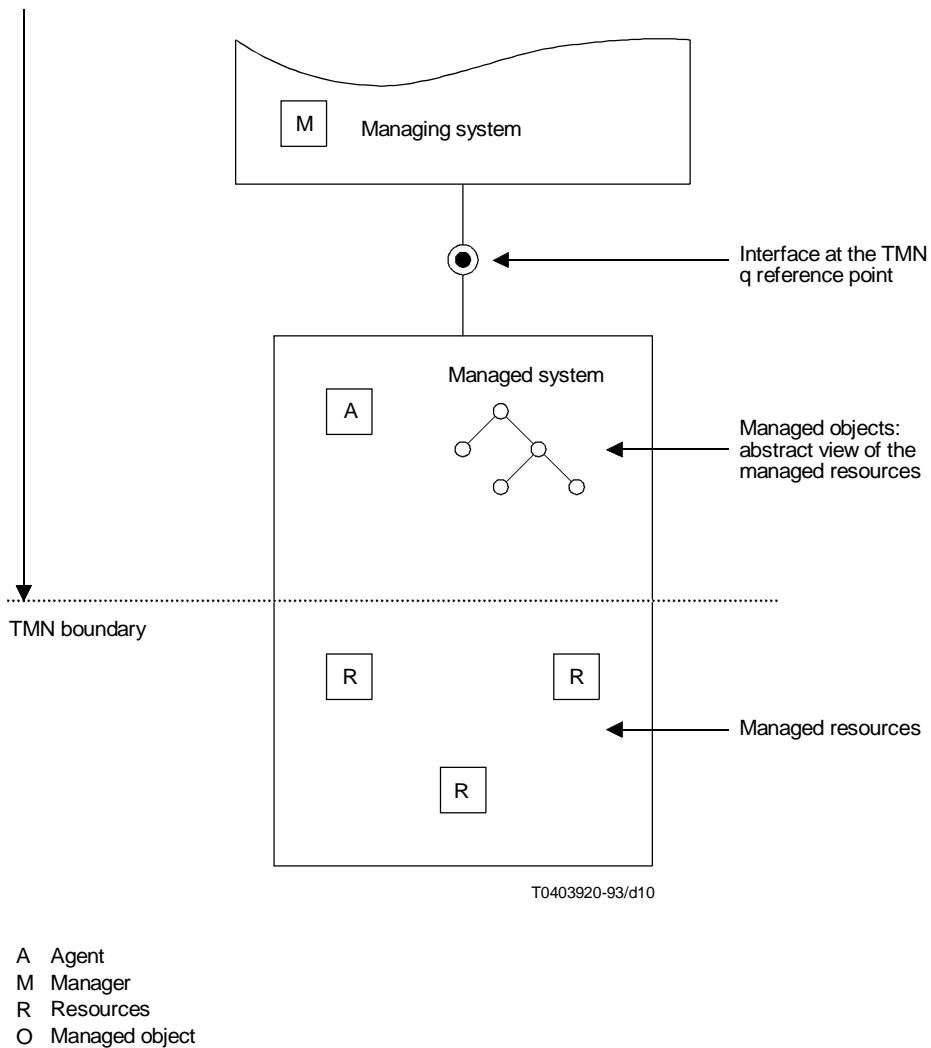 M
Managing system
Interface at the TMN
q reference point
Managed system
A
Managed objects:
abstract view of the
managed resources
TMN boundary
R
R
Managed resources
R
T0403920-93/d10
A Agent
M Manager
R Resources
O Managed object